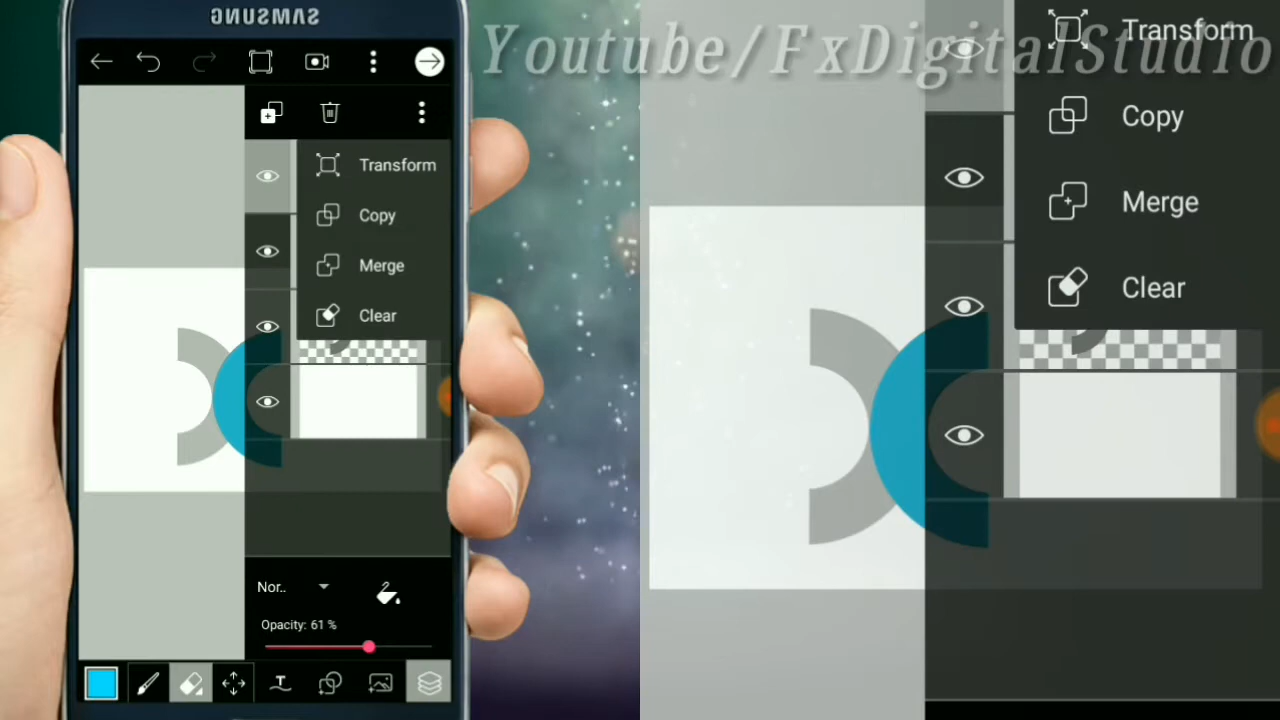 SAMSUNG
Youtube/FxDigitalStudio
Transform
Copy
Merge
Clear
Nor..
Opacity: 61 %
T
Transform
Copy
Merge
Clear